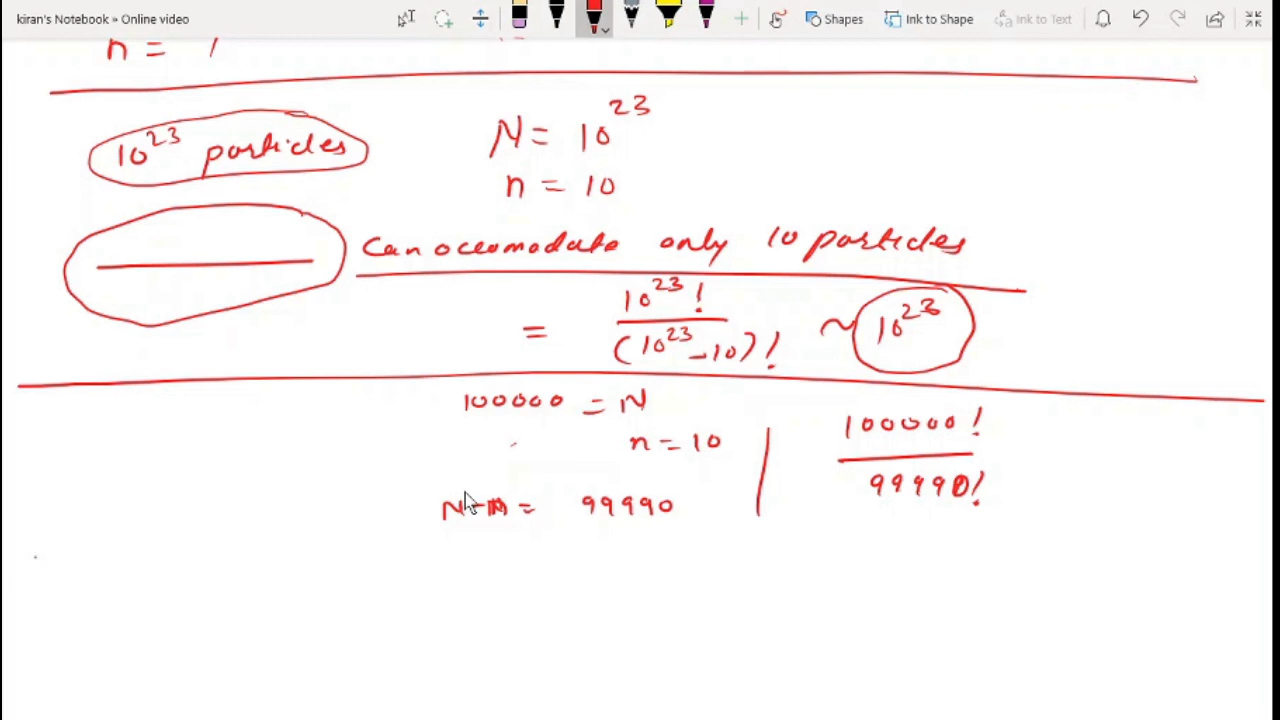 kiran's Notebook » Online video
Shapes
Ink to Shape
Ink to Text
n =
10^23 particles
N = 10^23
n = 10
Can accomodate only 10 particles
= 10^23! / (10^23 - 10)! ~ 10^23
100000 = N
n = 10
N-n = 99990
100000! / 99990!